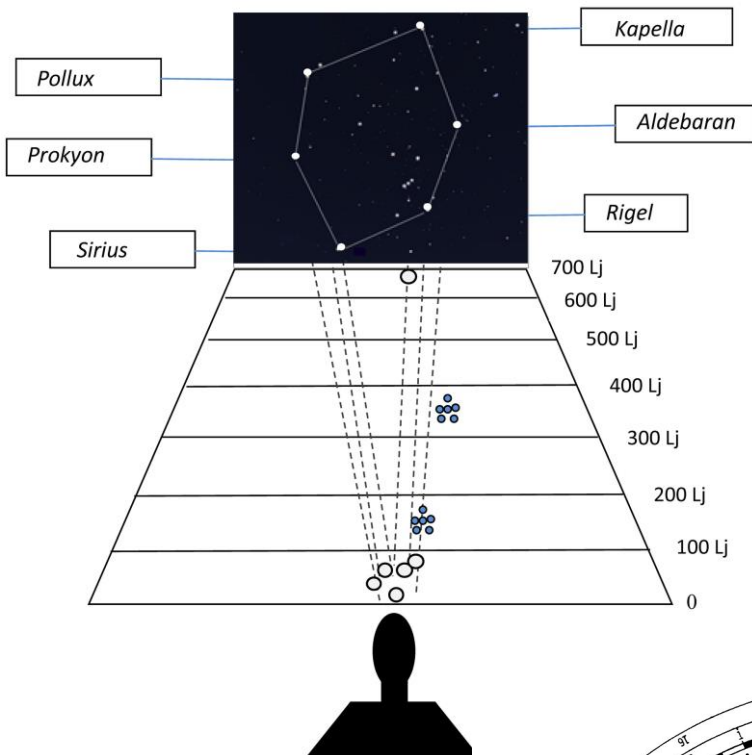 Kapella
Pollux
Aldebaran
Prokyon
Rigel
Sirius
700 Lj
600 Lj
500 Lj
400 Lj
300 Lj
200 Lj
100 Lj
0
16